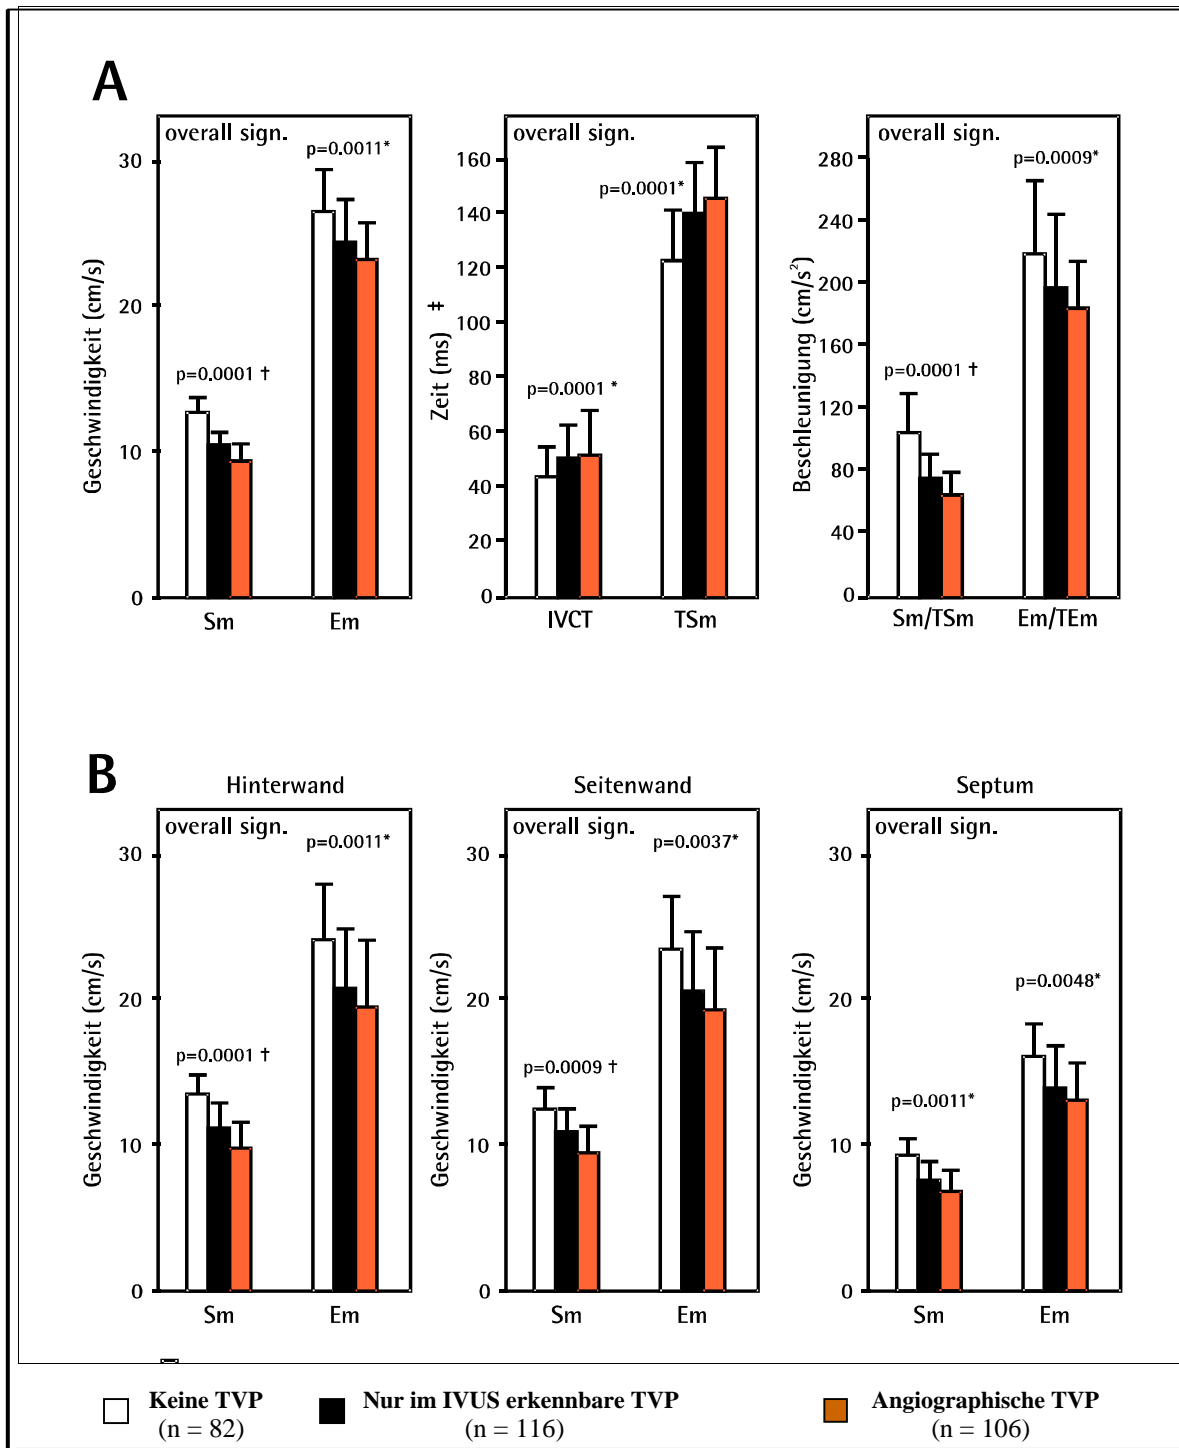 A
overall sign.
p=0.0011*
p=0.0001 †
Geschwindigkeit (cm/s)
30
20
10
0
Sm Em
overall sign.
p=0.0001*
p=0.0001 *
Zeit (ms) ‡
160
140
120
100
80
60
40
20
0
IVCT TSm
overall sign.
p=0.0009*
p=0.0001 †
Beschleunigung (cm/s²)
280
240
200
160
120
80
40
0
Sm/TSm Em/TEm
B
Hinterwand
overall sign.
p=0.0011*
p=0.0001 †
Geschwindigkeit (cm/s)
30
20
10
0
Sm Em
Seitenwand
overall sign.
p=0.0037*
p=0.0009 †
Geschwindigkeit (cm/s)
30
20
10
0
Sm Em
Septum
overall sign.
p=0.0048*
p=0.0011*
Geschwindigkeit (cm/s)
30
20
10
0
Sm Em
Keine TVP
(n = 82)
Nur im IVUS erkennbare TVP
(n = 116)
Angiographische TVP
(n = 106)